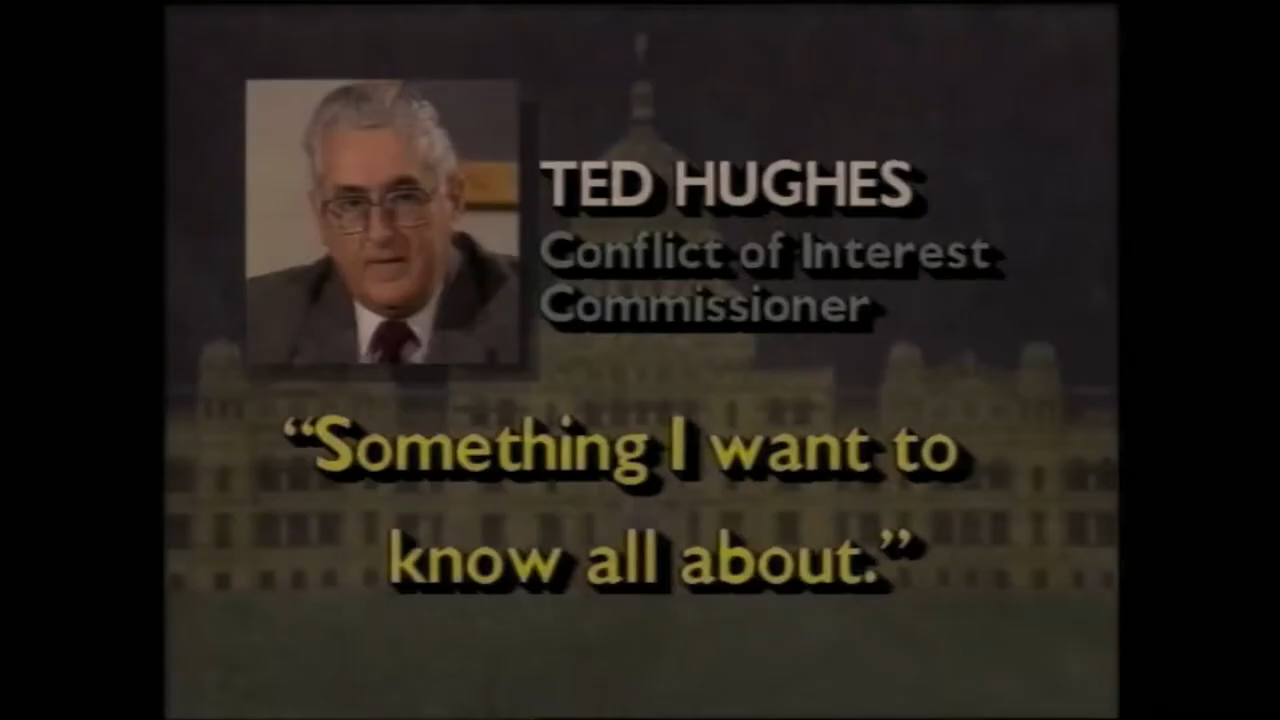 TED HUGHES
Conflict of Interest
Commissioner
“Something I want to
know all about.”